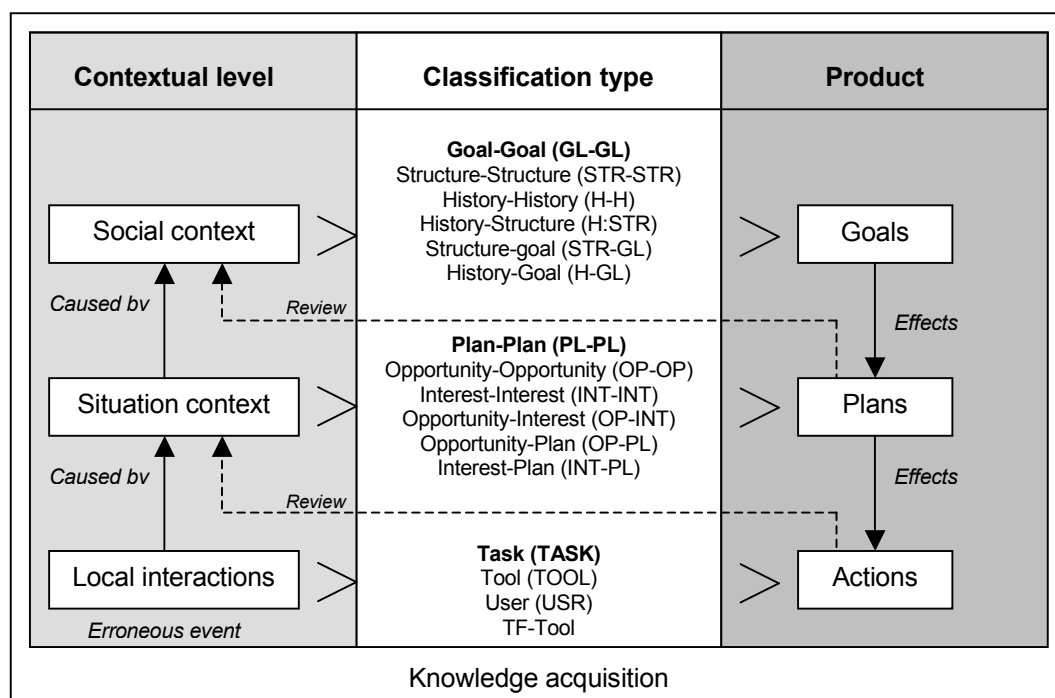 Contextual level
Classification type
Product
Goal-Goal (GL-GL)
Structure-Structure (STR-STR)
History-History (H-H)
History-Structure (H:STR)
Structure-goal (STR-GL)
History-Goal (H-GL)
Social context
Goals
Caused bv
Review
Effects
Plan-Plan (PL-PL)
Opportunity-Opportunity (OP-OP)
Interest-Interest (INT-INT)
Opportunity-Interest (OP-INT)
Opportunity-Plan (OP-PL)
Interest-Plan (INT-PL)
Situation context
Plans
Caused bv
Review
Effects
Task (TASK)
Tool (TOOL)
User (USR)
TF-Tool
Local interactions
Actions
Erroneous event
Knowledge acquisition